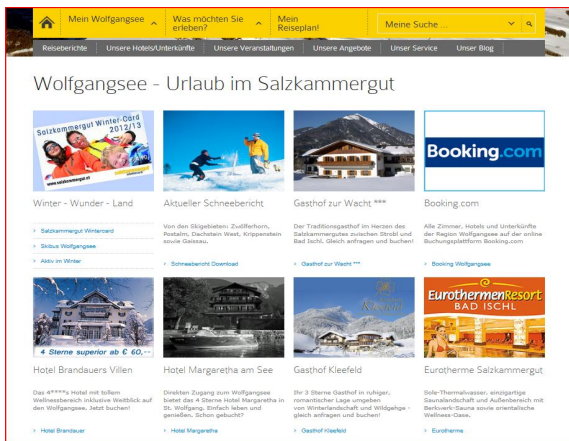 Mein Wolfgangsee
Was möchten Sie
erleben?
Mein
Reiseplan!
Meine Suche ...
Reiseberichte
Unsere Hotels/Unterkünfte
Unsere Veranstaltungen
Unsere Angebote
Unser Service
Unser Blog
Wolfgangsee - Urlaub im Salzkammergut
Salzkammergut Winter-Card
2012/13
Booking.com
Winter - Wunder - Land
Aktueller Schneebericht
Gasthof zur Wacht ***
Booking.com
> Salzkammergut Wintercard
> Skibus Wolfgangsee
> Aktiv im Winter
Von den Skigebieten: Zwölferhorn,
Postalm, Dachstein West, Krippenstein
sowie Gaissau.
> Schneebericht Download
Der Traditionsgasthof im Herzen des
Salzkammergutes zwischen Strobl und
Bad Ischl. Gleich anfragen und buchen!
> Gasthof zur Wacht ***
Alle Zimmer, Hotels und Unterkünfte
der Region Wolfgangsee auf der online
Buchungsplattform Booking.com
> Booking Wolfgangsee
4 Sterne superior ab € 60,--
EurothermenResort
BAD ISCHL
Hotel Brandauers Villen
Hotel Margaretha am See
Gasthof Kleefeld
Eurotherme Salzkammergut
Das 4****s Hotel mit tollem
Wellnessbereich inklusive Weitblick auf
den Wolfgangsee. Jetzt buchen!
> Hotel Brandauer
Direkten Zugang zum Wolfgangsee
bietet das 4 Sterne Hotel Margaretha in
St. Wolfgang. Einfach leben und
genießen. Schon gebucht?
> Hotel Margaretha
Ihr 3 Sterne Gasthof in ruhiger,
romantischer Lage umgeben
von Winterlandschaft und Wildgehge -
gleich anfragen und buchen!
> Gasthof Kleefeld
Sole-Thermalvasser, einzigartige
Saunalandschaft und Außenbereich mit
Berkwerk-Sauna sowie orientalische
Wellness-Oase.
> Eurotherme